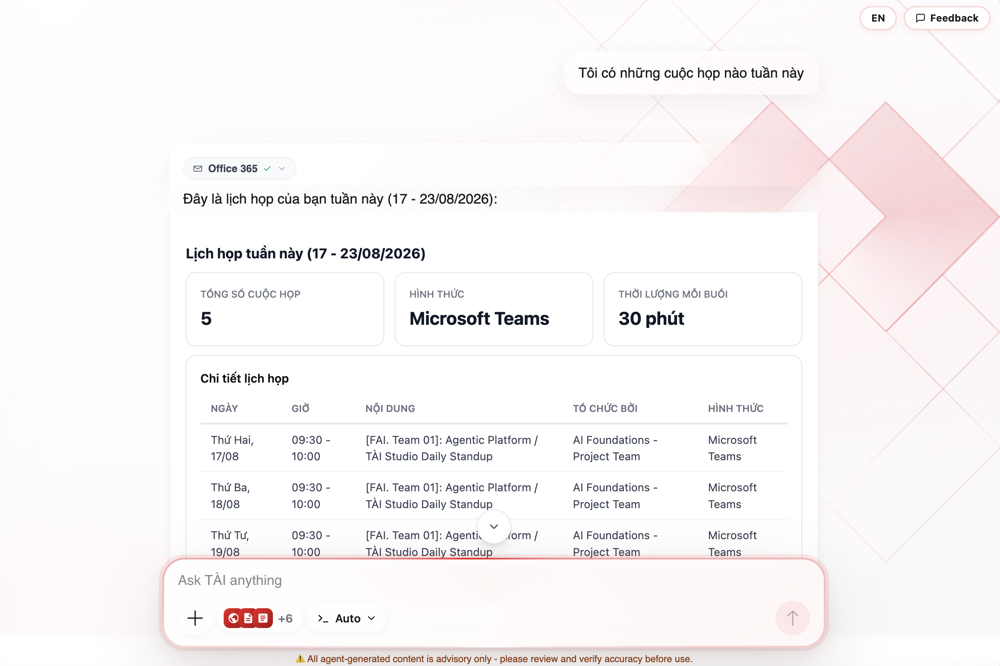 EN
Feedback
Tôi có những cuộc họp nào tuần này
Office 365
Đây là lịch họp của bạn tuần này (17 - 23/08/2026):
Lịch họp tuần này (17 - 23/08/2026)
TỔNG SỐ CUỘC HỌP
5
HÌNH THỨC
Microsoft Teams
THỜI LƯỢNG MỖI BUỔI
30 phút
Chi tiết lịch họp
NGÀY GIỜ NỘI DUNG TỔ CHỨC BỞI HÌNH THỨC
Thứ Hai, 09:30 - [FAI. Team 01]: Agentic Platform / AI Foundations - Microsoft
17/08 10:00 TÀI Studio Daily Standup Project Team Teams
Thứ Ba, 09:30 - [FAI. Team 01]: Agentic Platform / AI Foundations - Microsoft
18/08 10:00 TÀI Studio Daily Standup Project Team Teams
Thứ Tư, 09:30 - [FAI. Team 01]: / AI Foundations - Microsoft
19/08 10:00 TÀI Studio Daily Standup Project Team Teams
Ask TÀI anything
+6
Auto
All agent-generated content is advisory only - please review and verify accuracy before use.